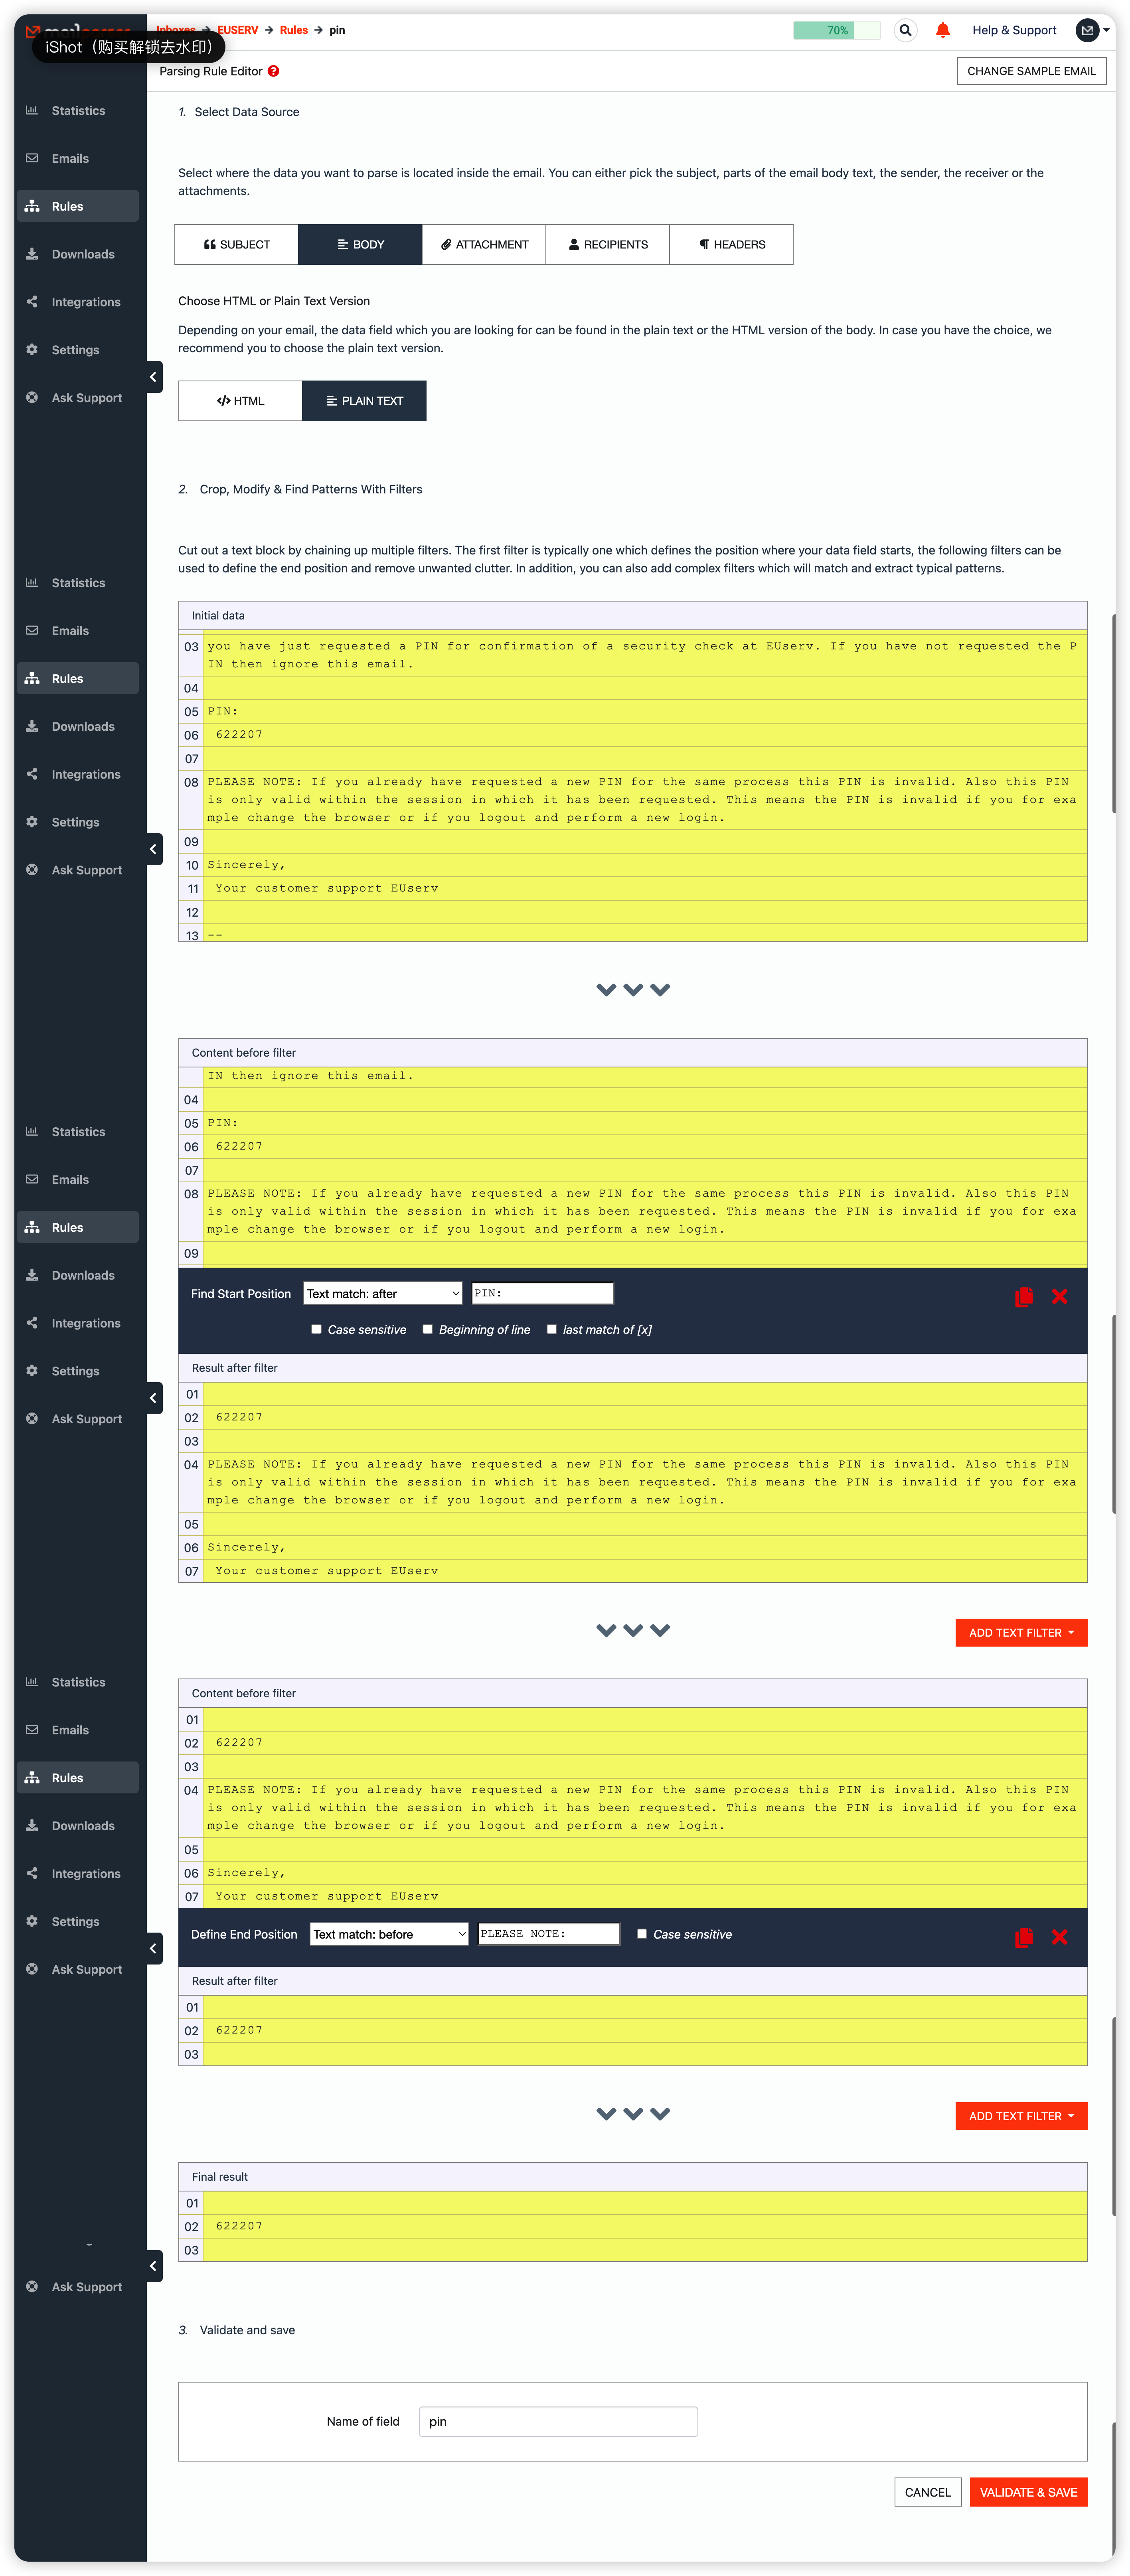 Inboxes → EUSERV → Rules → pin
70%
Help & Support
iShot（购买解锁去水印）
Parsing Rule Editor
CHANGE SAMPLE EMAIL
Statistics
Emails
Rules
Downloads
Integrations
Settings
Ask Support
1. Select Data Source
Select where the data you want to parse is located inside the email. You can either pick the subject, parts of the email body text, the sender, the receiver or the
attachments.
SUBJECT
BODY
ATTACHMENT
RECIPIENTS
HEADERS
Choose HTML or Plain Text Version
Depending on your email, the data field which you are looking for can be found in the plain text or the HTML version of the body. In case you have the choice, we
recommend you to choose the plain text version.
HTML
PLAIN TEXT
2. Crop, Modify & Find Patterns With Filters
Cut out a text block by chaining up multiple filters. The first filter is typically one which defines the position where your data field starts, the following filters can be
used to define the end position and remove unwanted clutter. In addition, you can also add complex filters which will match and extract typical patterns.
Statistics
Emails
Rules
Downloads
Integrations
Settings
Ask Support
Initial data
03 you have just requested a PIN for confirmation of a security check at EUserv. If you have not requested the P
IN then ignore this email.
04
05 PIN:
06 622207
07
08 PLEASE NOTE: If you already have requested a new PIN for the same process this PIN is invalid. Also this PIN
is only valid within the session in which it has been requested. This means the PIN is invalid if you for exa
mple change the browser or if you logout and perform a new login.
09
10 Sincerely,
11 Your customer support EUserv
12
13 --
Content before filter
IN then ignore this email.
04
05 PIN:
06 622207
07
08 PLEASE NOTE: If you already have requested a new PIN for the same process this PIN is invalid. Also this PIN
is only valid within the session in which it has been requested. This means the PIN is invalid if you for exa
mple change the browser or if you logout and perform a new login.
09
Statistics
Emails
Rules
Downloads
Integrations
Settings
Ask Support
Find Start Position Text match: after PIN:
Case sensitive Beginning of line last match of [x]
Result after filter
01
02 622207
03
04 PLEASE NOTE: If you already have requested a new PIN for the same process this PIN is invalid. Also this PIN
is only valid within the session in which it has been requested. This means the PIN is invalid if you for exa
mple change the browser or if you logout and perform a new login.
05
06 Sincerely,
07 Your customer support EUserv
ADD TEXT FILTER
Content before filter
01
02 622207
03
04 PLEASE NOTE: If you already have requested a new PIN for the same process this PIN is invalid. Also this PIN
is only valid within the session in which it has been requested. This means the PIN is invalid if you for exa
mple change the browser or if you logout and perform a new login.
05
06 Sincerely,
07 Your customer support EUserv
Statistics
Emails
Rules
Downloads
Integrations
Settings
Ask Support
Define End Position Text match: before PLEASE NOTE: Case sensitive
Result after filter
01
02 622207
03
ADD TEXT FILTER
Final result
01
02 622207
03
Ask Support
3. Validate and save
Name of field pin
CANCEL
VALIDATE & SAVE